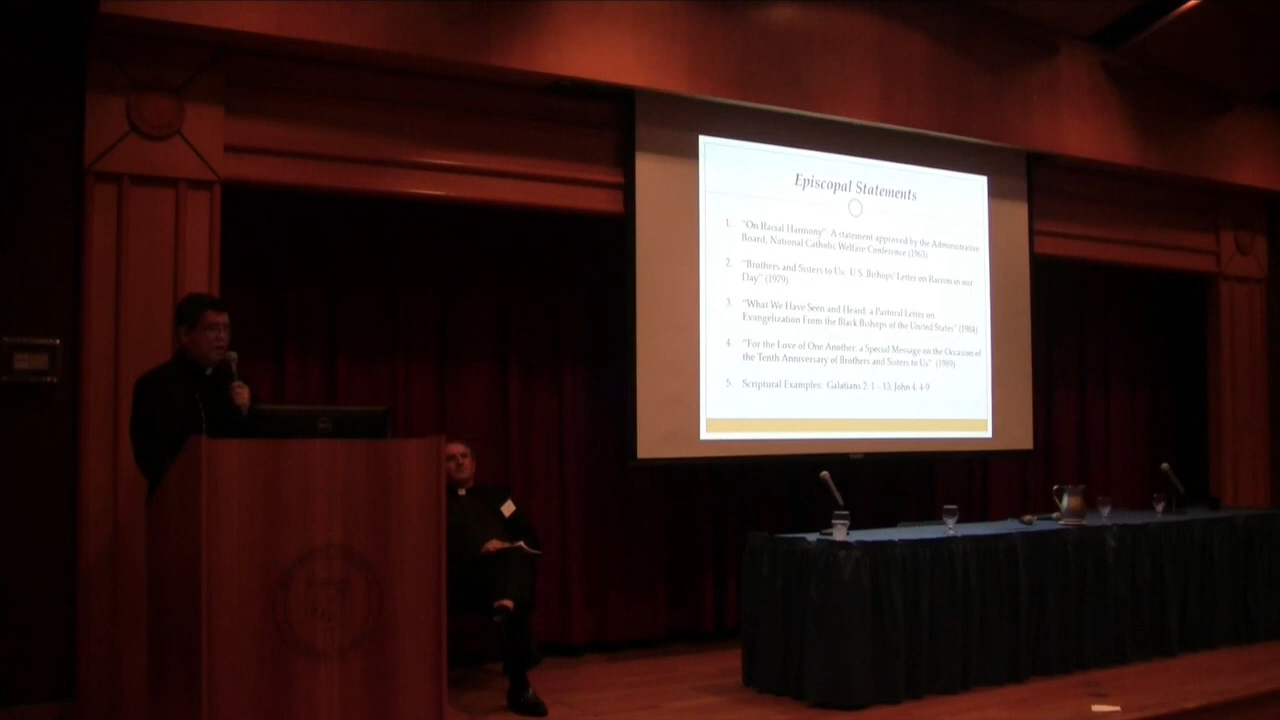 Episcopal Statements
1. "On Racial Harmony": A statement approved by the Administrative
Board, National Catholic Welfare Conference (1963)
2. "Brothers and Sisters to Us: U.S. Bishops' Letter on Racism in our
Day" (1979)
3. "What We Have Seen and Heard: a Pastoral Letter on
Evangelization From the Black Bishops of the United States" (1984)
4. "For the Love of One Another: a Special Message on the Occasion of
the Tenth Anniversary of Brothers and Sisters to Us" (1989)
5. Scriptural Examples: Galatians 2: 1 - 13; John 4: 4-9